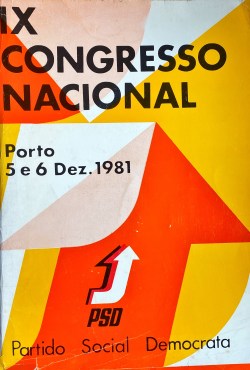 IX
CONGRESSO
NACIONAL
Porto
5 e 6 Dez. 1981
PSD
Partido Social Democrata